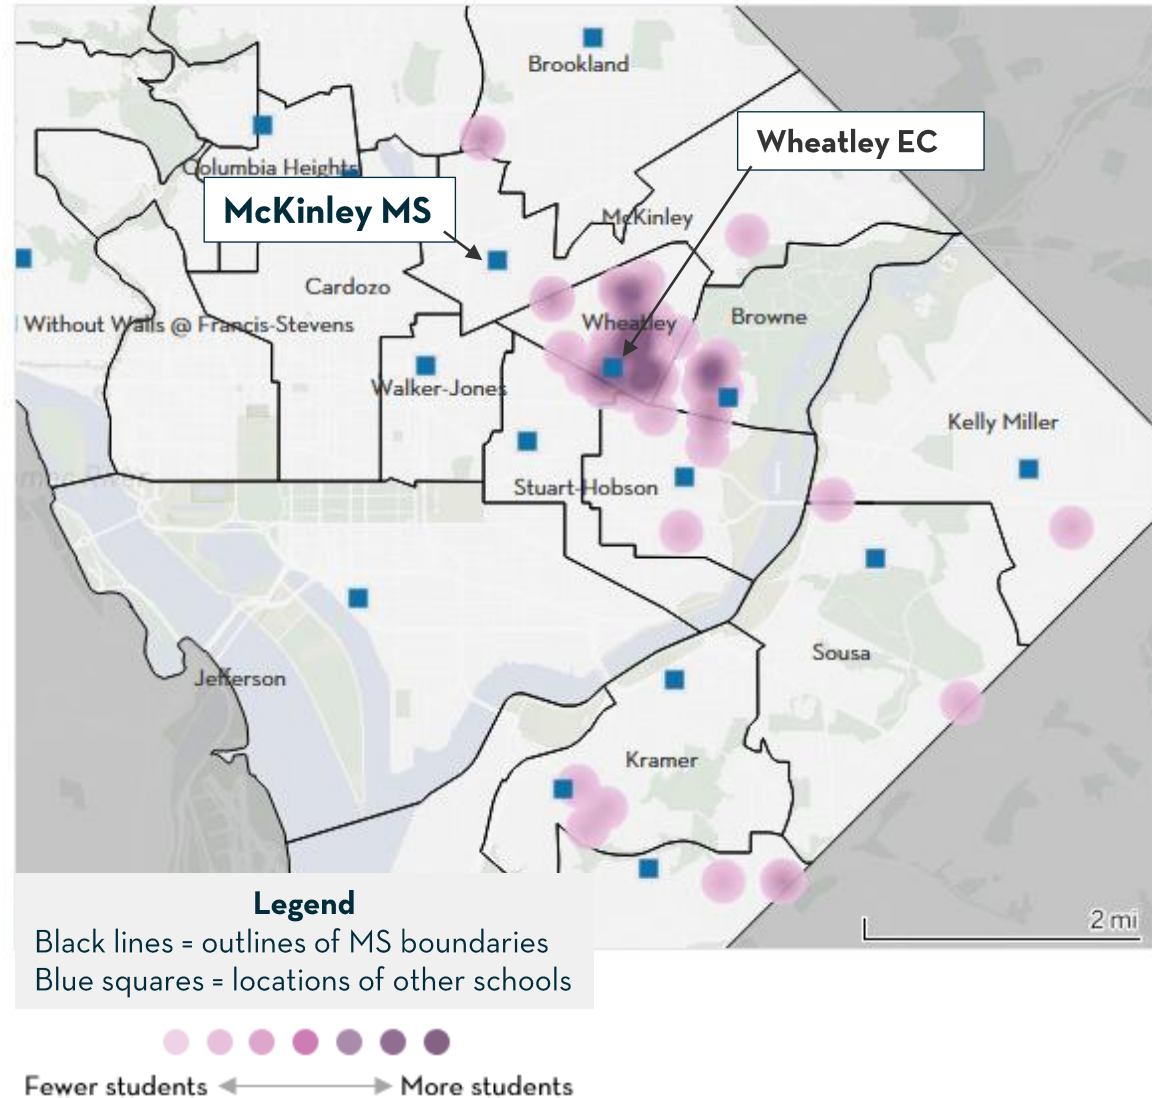 Brookland
Wheatley EC
Columbia Heights
McKinley MS
McKinley
Cardozo
Without Walls @ Francis-Stevens
Wheatley
Browne
Walker-Jones
Kelly Miller
Stuart-Hobson
Sousa
Jefferson
Kramer
2 mi
Legend
Black lines = outlines of MS boundaries
Blue squares = locations of other schools
Fewer students
More students